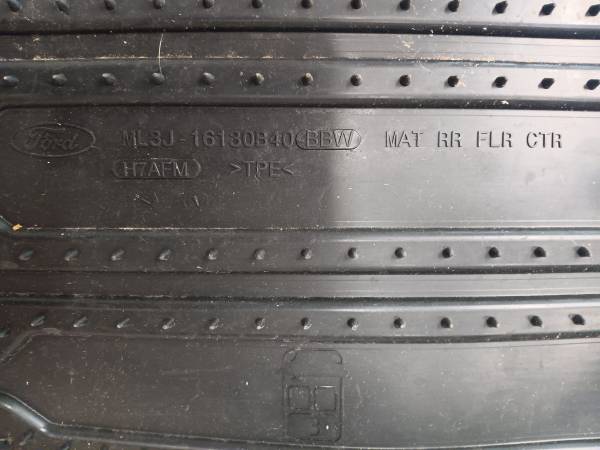 Ford ML3J-16130B40 BBW MAT RR FLR CTR
H7AFM >TPE<